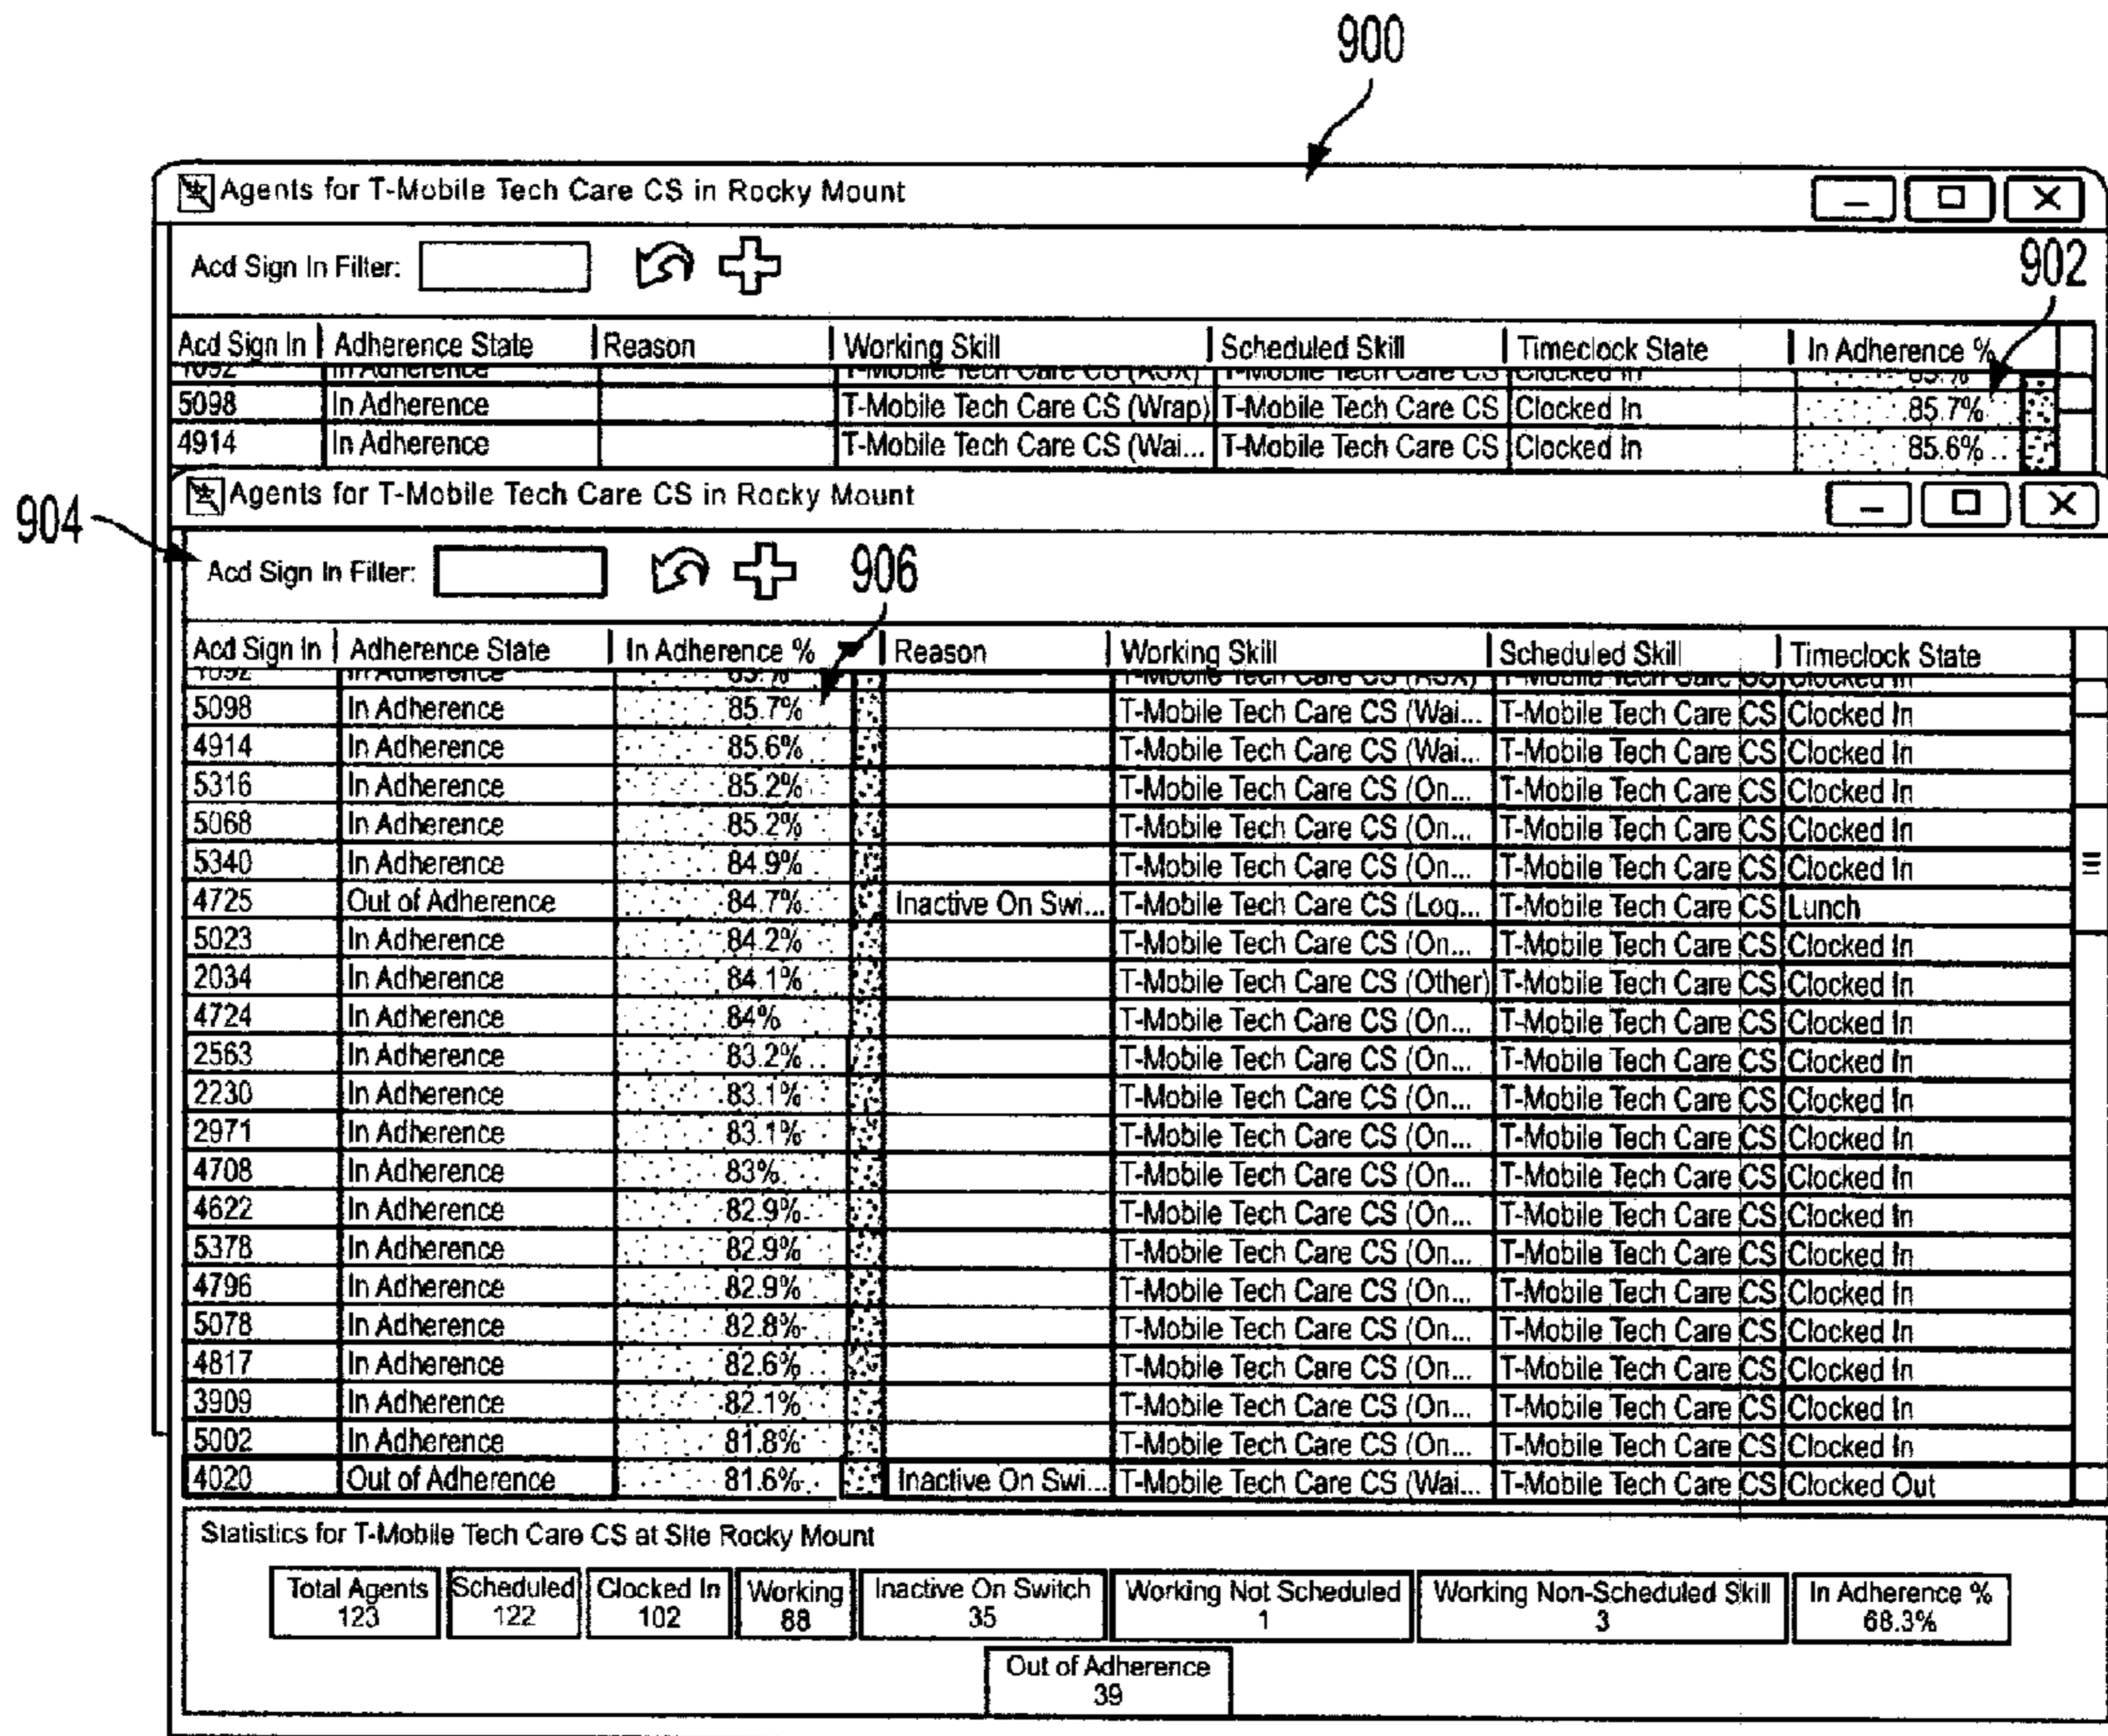 900
Agents for T-Mobile Tech Care CS in Rocky Mount
902
Acd Sign In Filter:
Acd Sign In Adherence State Reason Working Skill Scheduled Skill Timeclock State In Adherence %
In Adherence T-Mobile Tech Care CS T-Mobile Tech Care CS Clocked In
5098 In Adherence T-Mobile Tech Care CS (Wrap) T-Mobile Tech Care CS Clocked In 85.7%
4914 In Adherence T-Mobile Tech Care CS (Wai... T-Mobile Tech Care CS Clocked In 85.6%
Agents for T-Mobile Tech Care CS in Rocky Mount
904
Acd Sign In Filter:
906
Acd Sign In Adherence State In Adherence % Reason Working Skill Scheduled Skill Timeclock State
In Adherence T-Mobile Tech Care CS T-Mobile Tech Care CS Clocked In
5098 In Adherence 85.7% T-Mobile Tech Care CS (Wai... T-Mobile Tech Care CS Clocked In
4914 In Adherence 85.6% T-Mobile Tech Care CS (Wai... T-Mobile Tech Care CS Clocked In
5316 In Adherence 85.2% T-Mobile Tech Care CS (On... T-Mobile Tech Care CS Clocked In
5068 In Adherence 85.2% T-Mobile Tech Care CS (On... T-Mobile Tech Care CS Clocked In
5340 In Adherence 84.9% T-Mobile Tech Care CS (On... T-Mobile Tech Care CS Clocked In
4725 Out of Adherence 84.7% Inactive On Swi... T-Mobile Tech Care CS (Log... T-Mobile Tech Care CS Lunch
5023 In Adherence 84.2% T-Mobile Tech Care CS (On... T-Mobile Tech Care CS Clocked In
2034 In Adherence 84.1% T-Mobile Tech Care CS (Other) T-Mobile Tech Care CS Clocked In
4724 In Adherence 84% T-Mobile Tech Care CS (On... T-Mobile Tech Care CS Clocked In
2563 In Adherence 83.2% T-Mobile Tech Care CS (On... T-Mobile Tech Care CS Clocked In
2230 In Adherence 83.1% T-Mobile Tech Care CS (On... T-Mobile Tech Care CS Clocked In
2971 In Adherence 83.1% T-Mobile Tech Care CS (On... T-Mobile Tech Care CS Clocked In
4708 In Adherence 83% T-Mobile Tech Care CS (On... T-Mobile Tech Care CS Clocked In
4622 In Adherence 82.9% T-Mobile Tech Care CS (On... T-Mobile Tech Care CS Clocked In
5378 In Adherence 82.9% T-Mobile Tech Care CS (On... T-Mobile Tech Care CS Clocked In
4796 In Adherence 82.9% T-Mobile Tech Care CS (On... T-Mobile Tech Care CS Clocked In
5078 In Adherence 82.8% T-Mobile Tech Care CS (On... T-Mobile Tech Care CS Clocked In
4817 In Adherence 82.6% T-Mobile Tech Care CS (On... T-Mobile Tech Care CS Clocked In
3909 In Adherence 82.1% T-Mobile Tech Care CS (On... T-Mobile Tech Care CS Clocked In
5002 In Adherence 81.8% T-Mobile Tech Care CS (On... T-Mobile Tech Care CS Clocked In
4020 Out of Adherence 81.6% Inactive On Swi... T-Mobile Tech Care CS (Wai... T-Mobile Tech Care CS Clocked Out
Statistics for T-Mobile Tech Care CS at Site Rocky Mount
Total Agents Scheduled Clocked In Working Inactive On Switch Working Not Scheduled Working Non-Scheduled Skill In Adherence %
123 122 102 88 35 1 3 68.3%
Out of Adherence
39